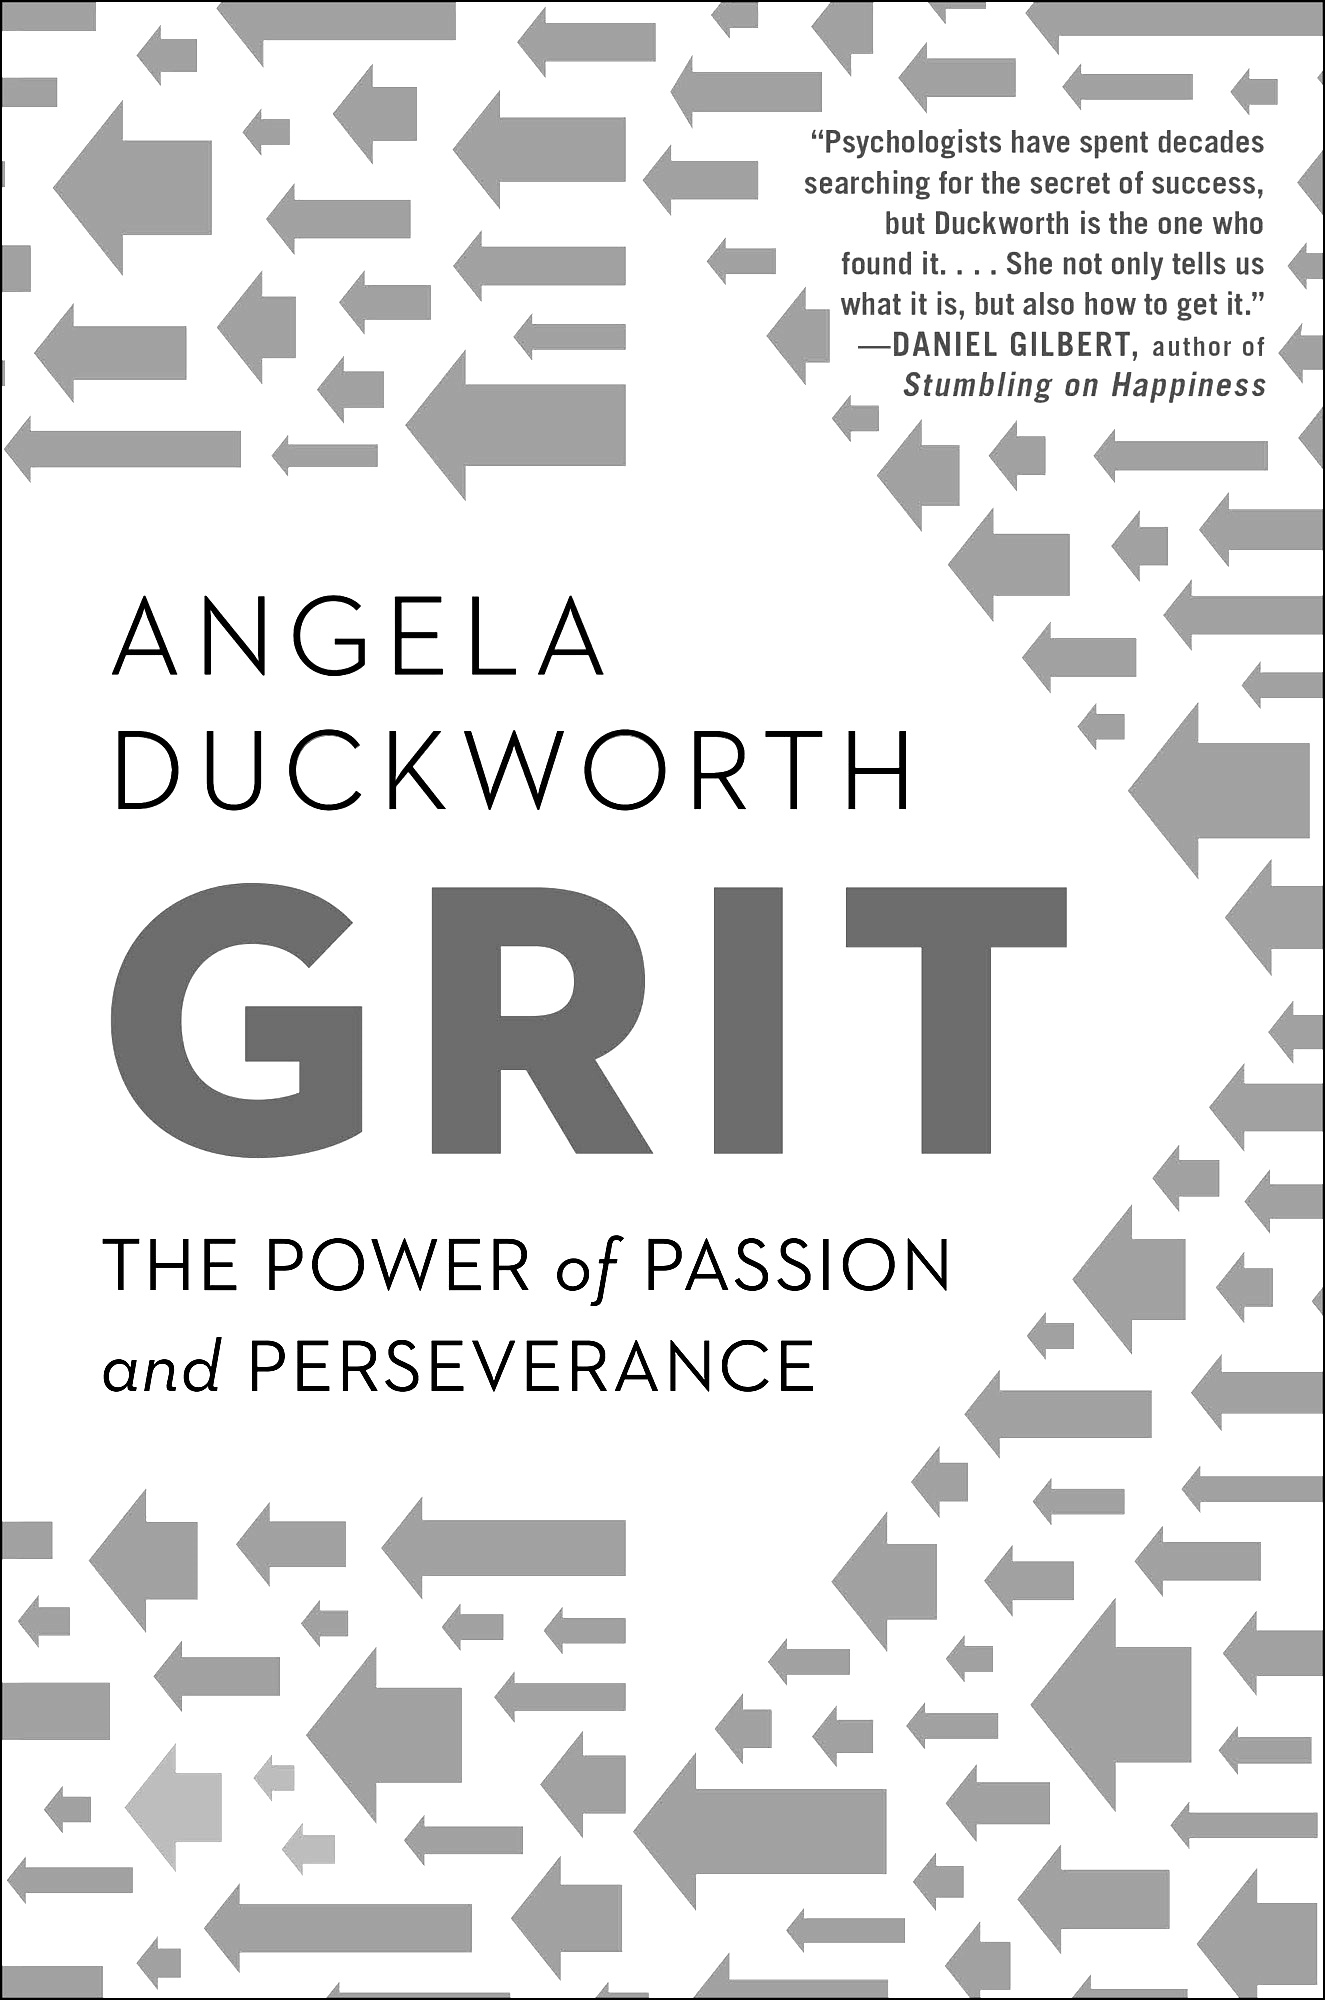 “Psychologists have spent decades
searching for the secret of success,
but Duckworth is the one who
found it. . . . She not only tells us
what it is, but also how to get it.”
—DANIEL GILBERT, author of
Stumbling on Happiness
ANGELA
DUCKWORTH
GRIT
THE POWER of PASSION
and PERSEVERANCE